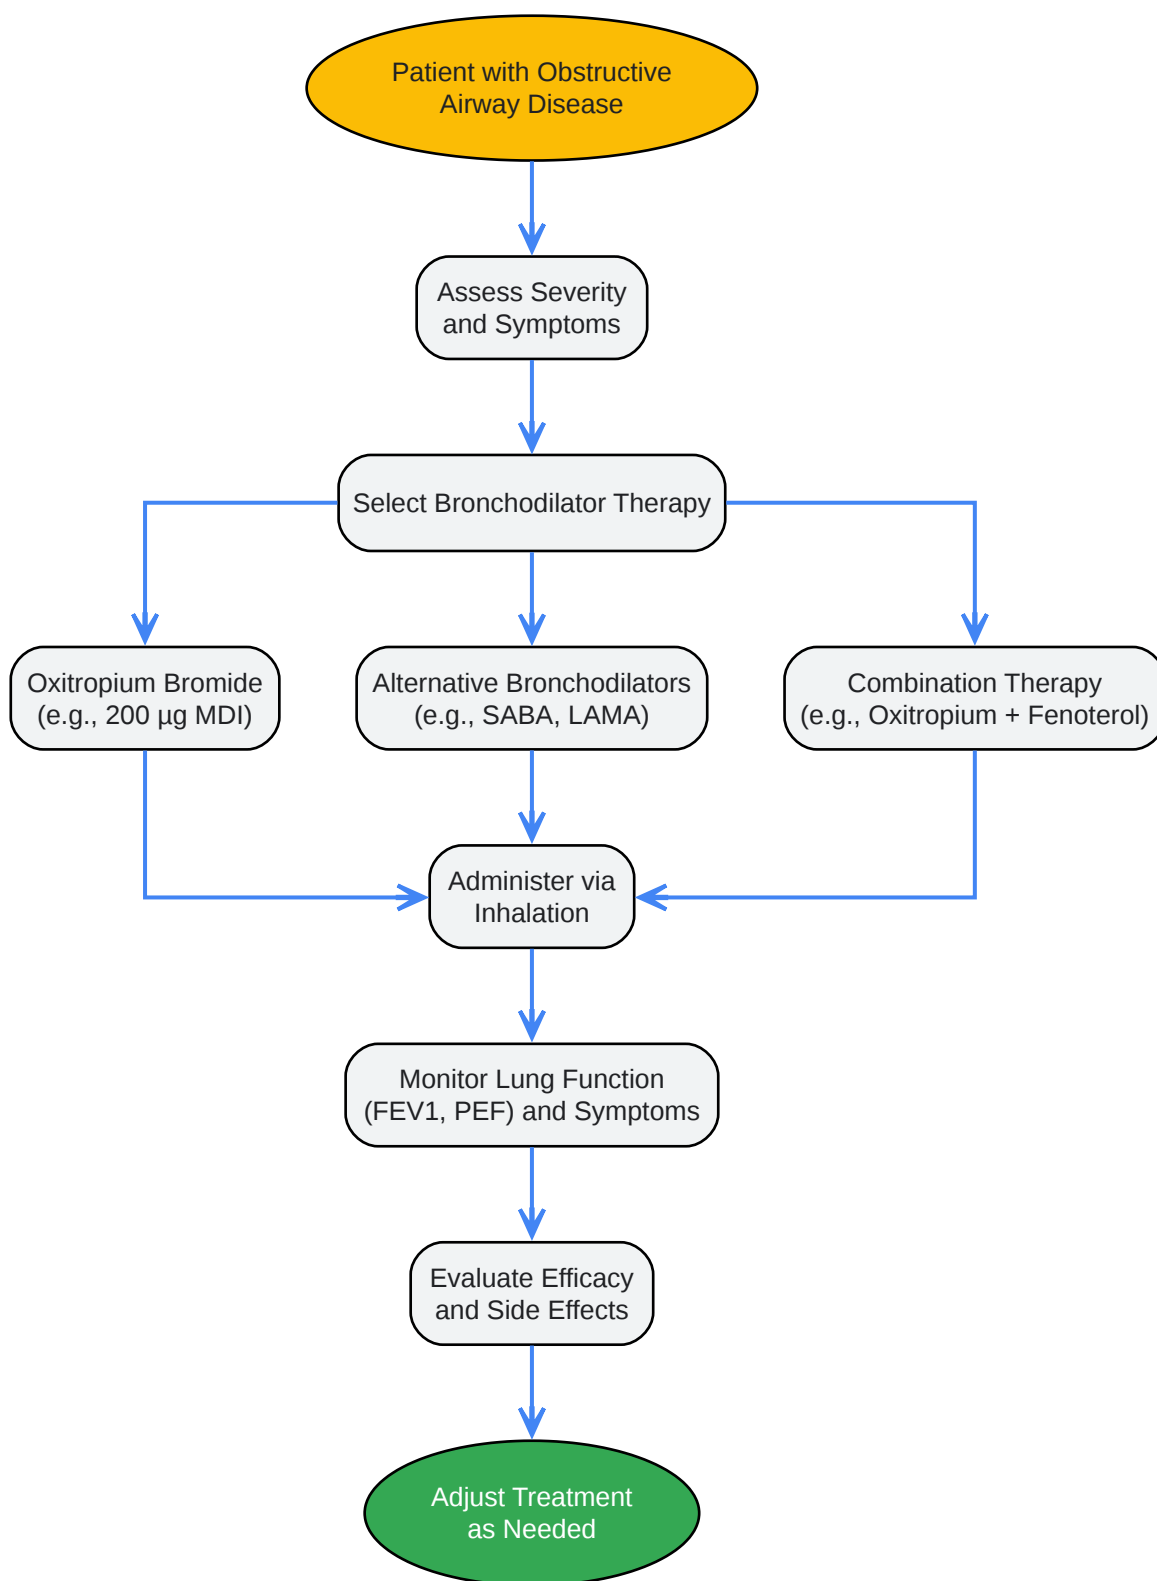 Patient with Obstructive
Airway Disease
Assess Severity
and Symptoms
Select Bronchodilator Therapy
Oxitropium Bromide
(e.g., 200 µg MDI)
Alternative Bronchodilators
(e.g., SABA, LAMA)
Combination Therapy
(e.g., Oxitropium + Fenoterol)
Administer via
Inhalation
Monitor Lung Function
(FEV1, PEF) and Symptoms
Evaluate Efficacy
and Side Effects
Adjust Treatment
as Needed